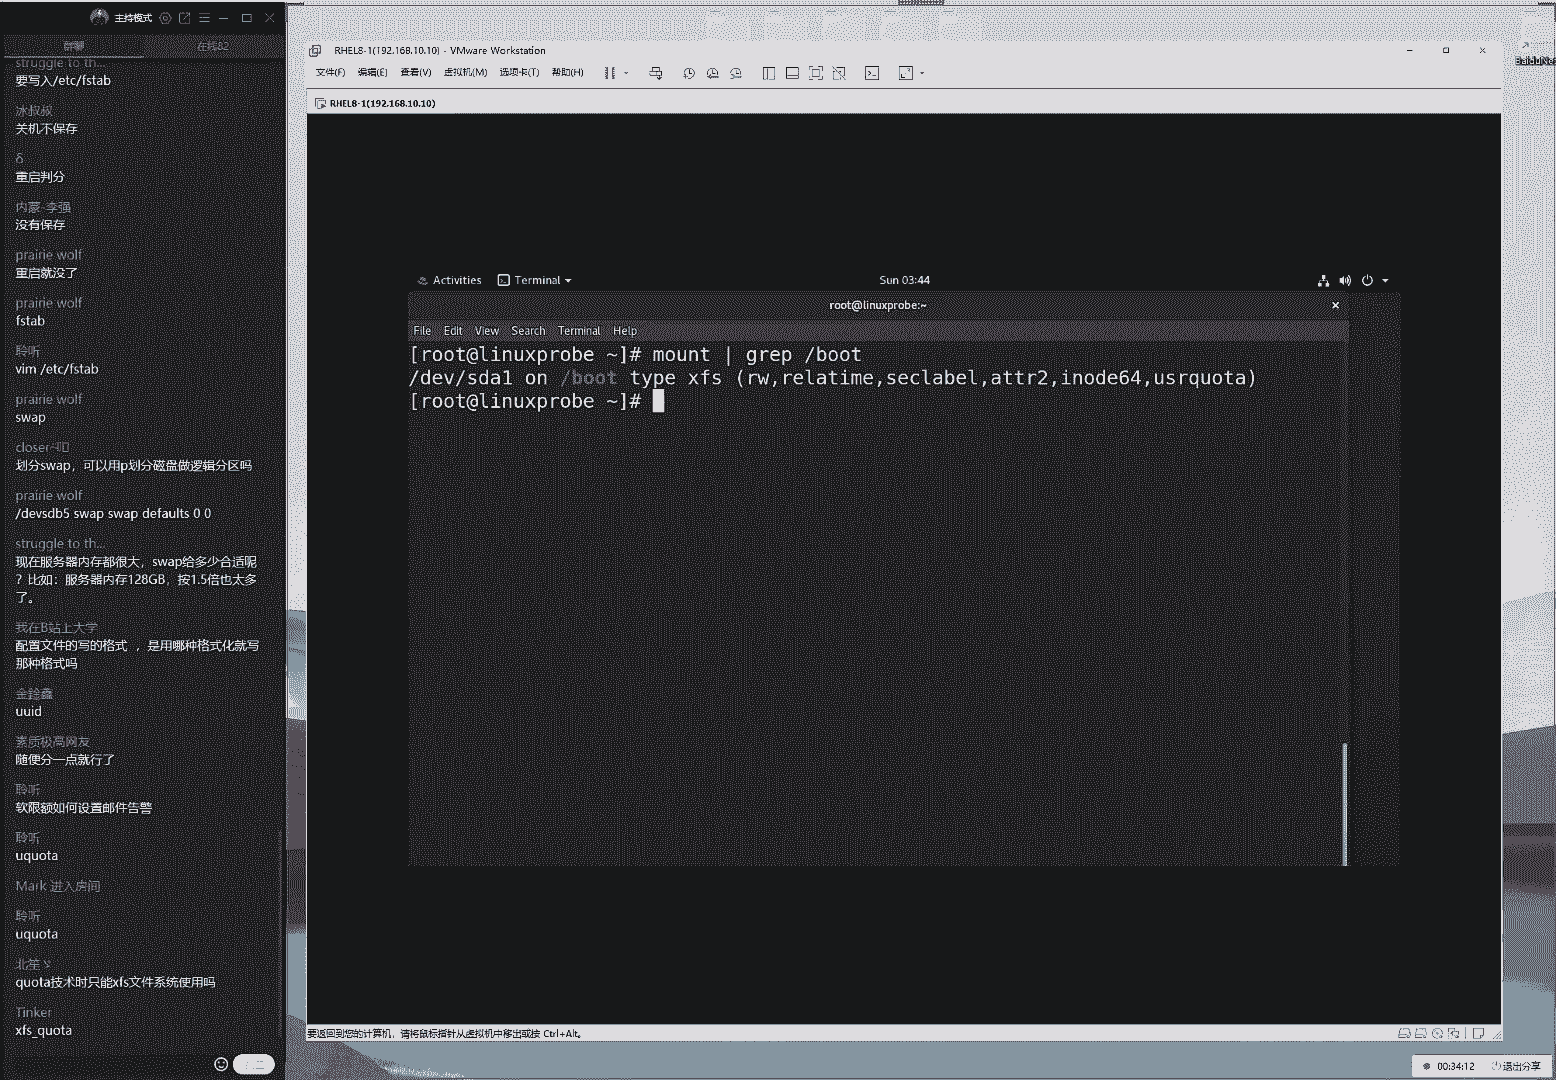 主持模式
群聊
在线82
struggle to th...
要写入/etc/fstab
冰叔叔
关机不保存
δ
重启判分
内蒙-李强
没有保存
prairie wolf
重启就没了
prairie wolf
fstab
聆听
vim /etc/fstab
prairie wolf
swap
划分swap，可以用p划分磁盘做逻辑分区吗
prairie wolf
/devsdb5 swap swap defaults 0 0
struggle to th...
现在服务器内存都很大，swap给多少合适呢
？比如：服务器内存128GB，按1.5倍也太多
了。
我在B站上大学
配置文件的写的格式 ，是用哪种格式化就写
那种格式吗
uuid
素质极高网友
随便分一点就行了
聆听
软限额如何设置邮件告警
聆听
uquota
Mark 进入房间
聆听
uquota
quota技术时只能xfs文件系统使用吗
Tinker
xfs_quota
RHEL8-1(192.168.10.10) - VMware Workstation
文件(F) 编辑(E) 查看(V) 虚拟机(M) 选项卡(T) 帮助(H)
RHEL8-1(192.168.10.10)
Activities Terminal Sun 03:44
root@linuxprobe:~
File Edit View Search Terminal Help
[root@linuxprobe ~]# mount | grep /boot
/dev/sda1 on /boot type xfs (rw,relatime,seclabel,attr2,inode64,usrquota)
[root@linuxprobe ~]#
要返回到您的计算机，请将鼠标指针从虚拟机中移出或按 Ctrl+Alt。
BaiduNet
00:34:12 退出分享